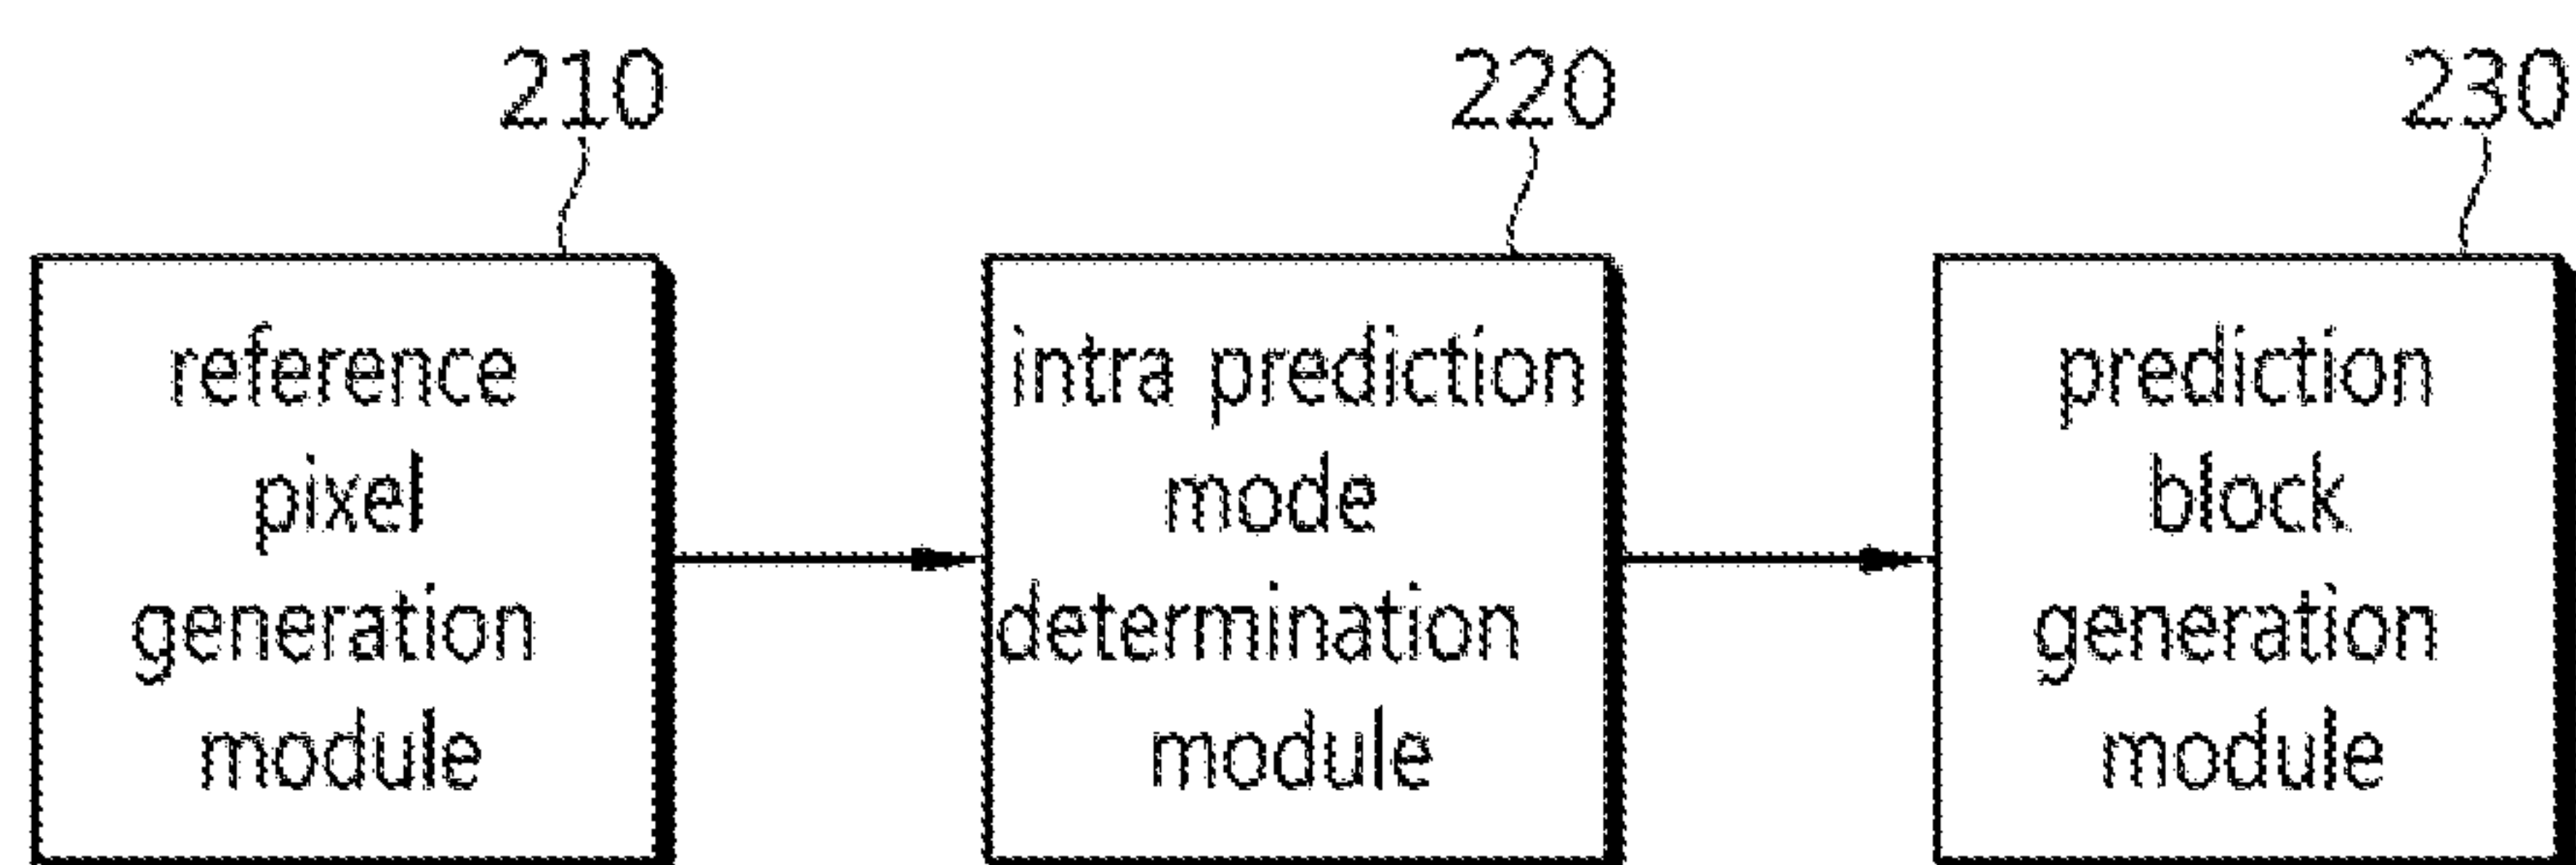 210
220
230
reference
pixel
generation
module
intra prediction
mode
determination
module
prediction
block
generation
module